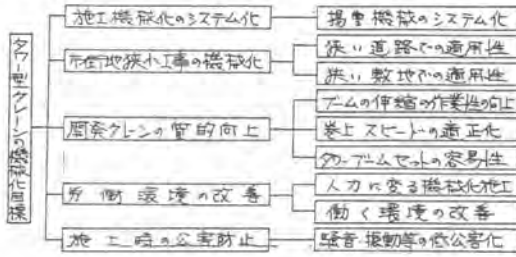 タワー型クレーンの機械化目標
施工機械化のシステム化
揚重機械のシステム化
市街地狭小工事の機械化
狭い道路での適用性
狭い敷地での適用性
開発クレーンの質的向上
ブームの伸縮の作業性の向上
巻上スピードの適正化
タワーブームセットの容易性
労働環境の改善
人力に変る機械化施工
働く環境の改善
施工時の公害防止
騒音・振動等の低公害化